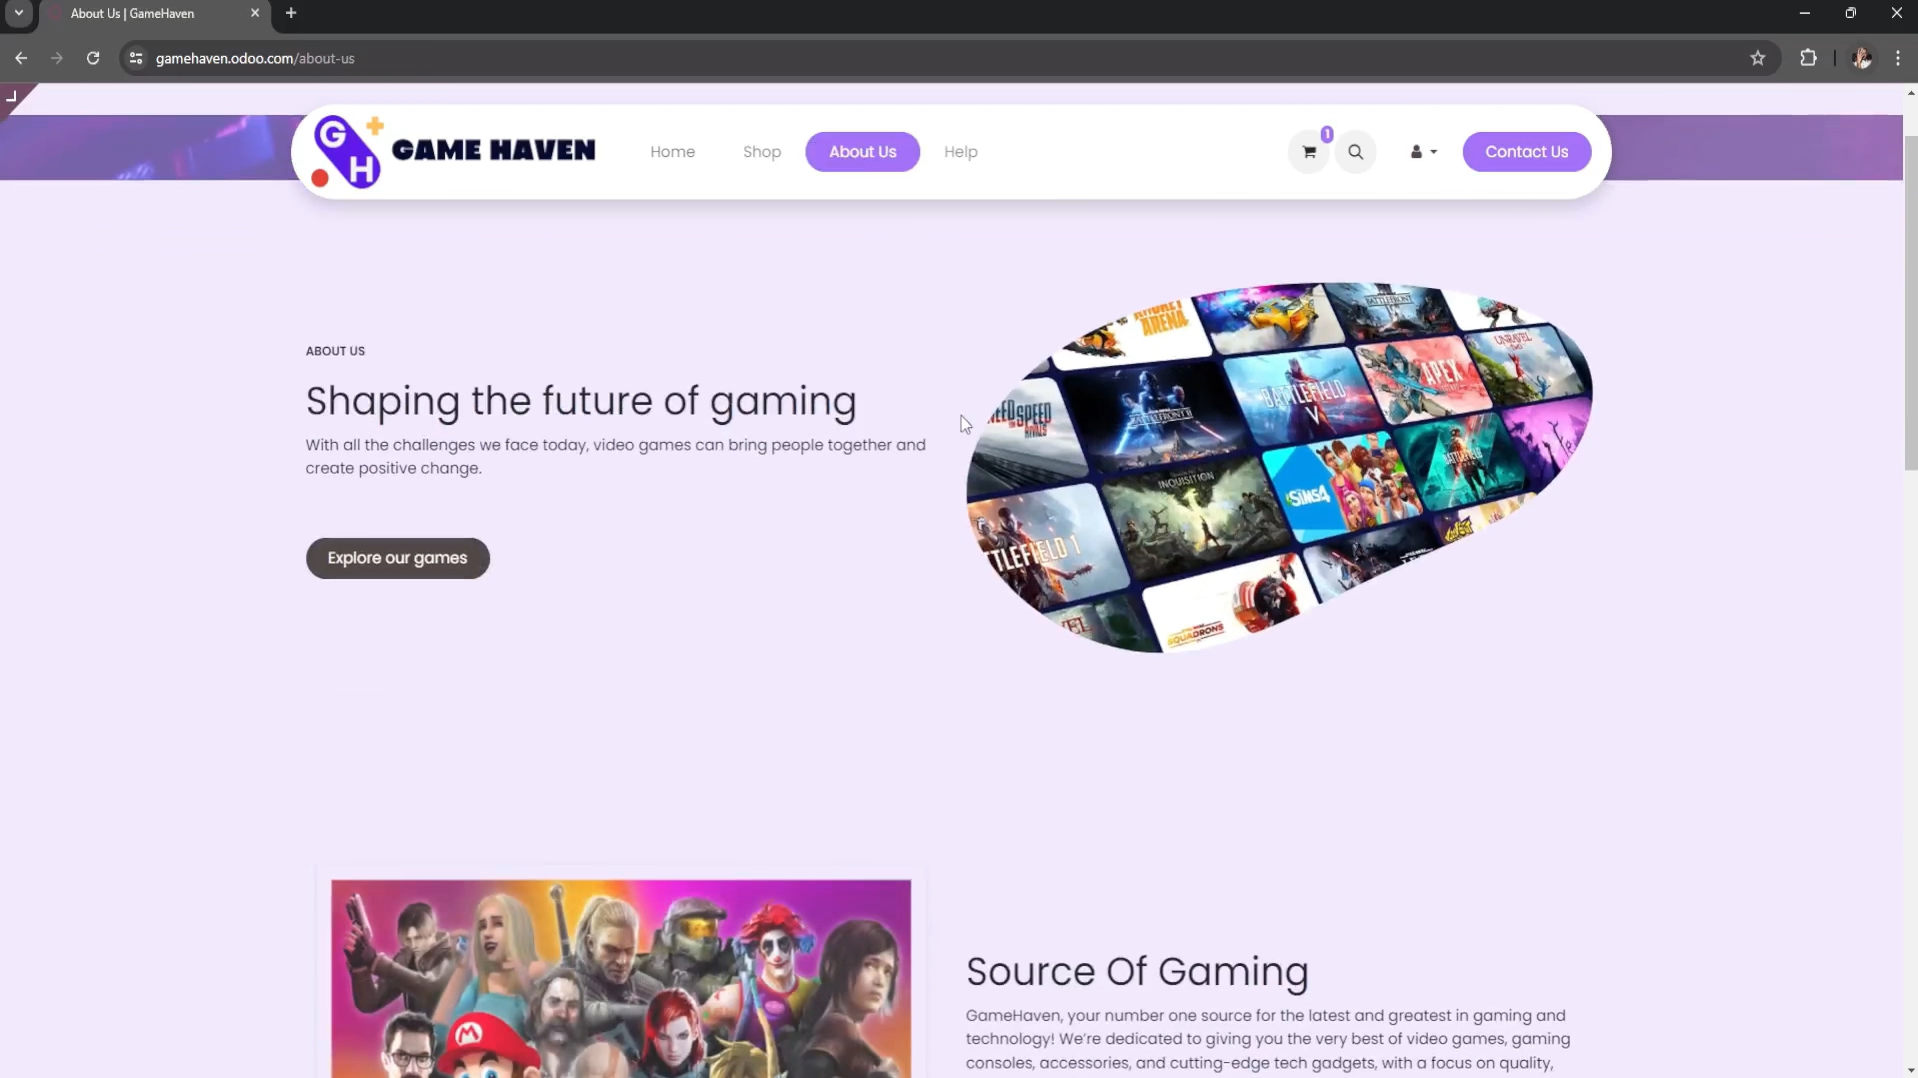 About Us | GameHaven
gamehaven.odoo.com/about-us
G
H
GAME HAVEN
Home
Shop
About Us
Help
1
Contact Us
ABOUT US
Shaping the future of gaming
With all the challenges we face today, video games can bring people together and
create positive change.
Explore our games
ARENA
BATTLEFRONT
UNRAVEL
TWO
APEX
BATTLEFIELD
V
BATTLEFRONT II
SPEED
RIVALS
INQUISITION
SIMS4
BATTLEFIELD
TTLEFIELD 1
SQUADRONS
M
Source Of Gaming
GameHaven, your number one source for the latest and greatest in gaming and
technology! We're dedicated to giving you the very best of video games, gaming
consoles, accessories, and cutting-edge tech gadgets, with a focus on quality,